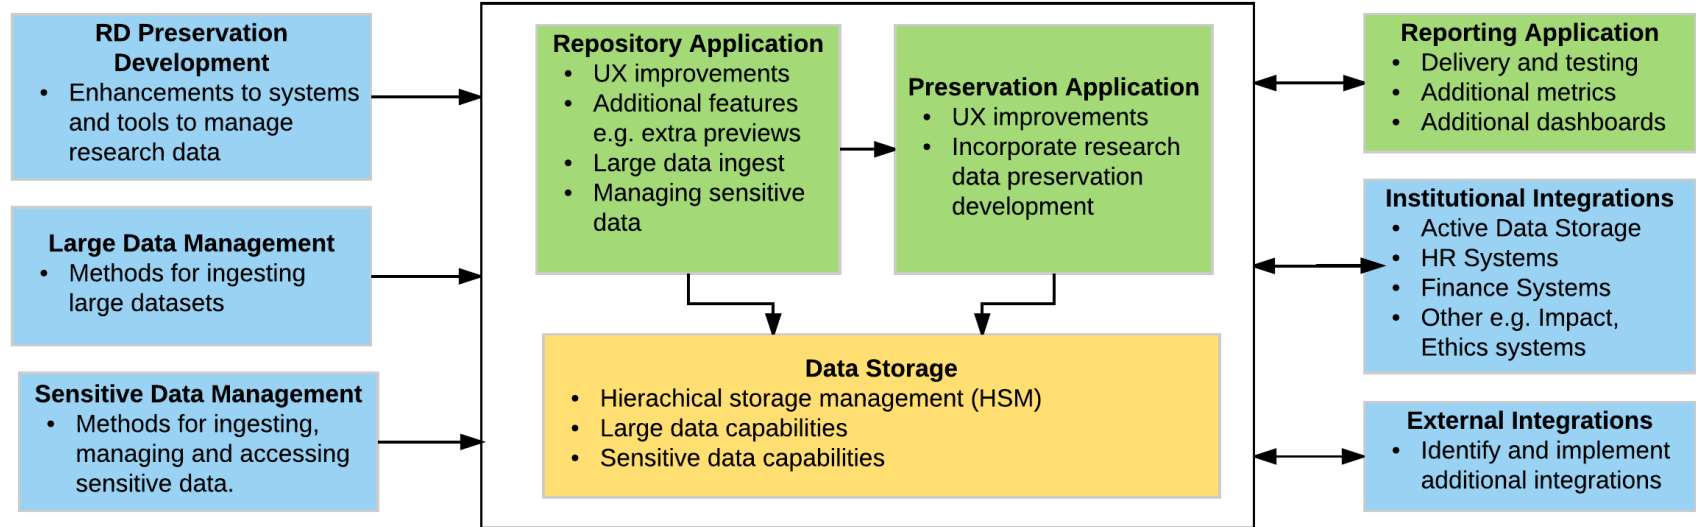 RD Preservation
Development
• Enhancements to systems
and tools to manage
research data
Large Data Management
• Methods for ingesting
large datasets
Sensitive Data Management
• Methods for ingesting,
managing and accessing
sensitive data.
Repository Application
• UX improvements
• Additional features
e.g. extra previews
• Large data ingest
• Managing sensitive
data
Preservation Application
• UX improvements
• Incorporate research
data preservation
development
Data Storage
• Hierachical storage management (HSM)
• Large data capabilities
• Sensitive data capabilities
Reporting Application
• Delivery and testing
• Additional metrics
• Additional dashboards
Institutional Integrations
• Active Data Storage
• HR Systems
• Finance Systems
• Other e.g. Impact,
Ethics systems
External Integrations
• Identify and implement
additional integrations